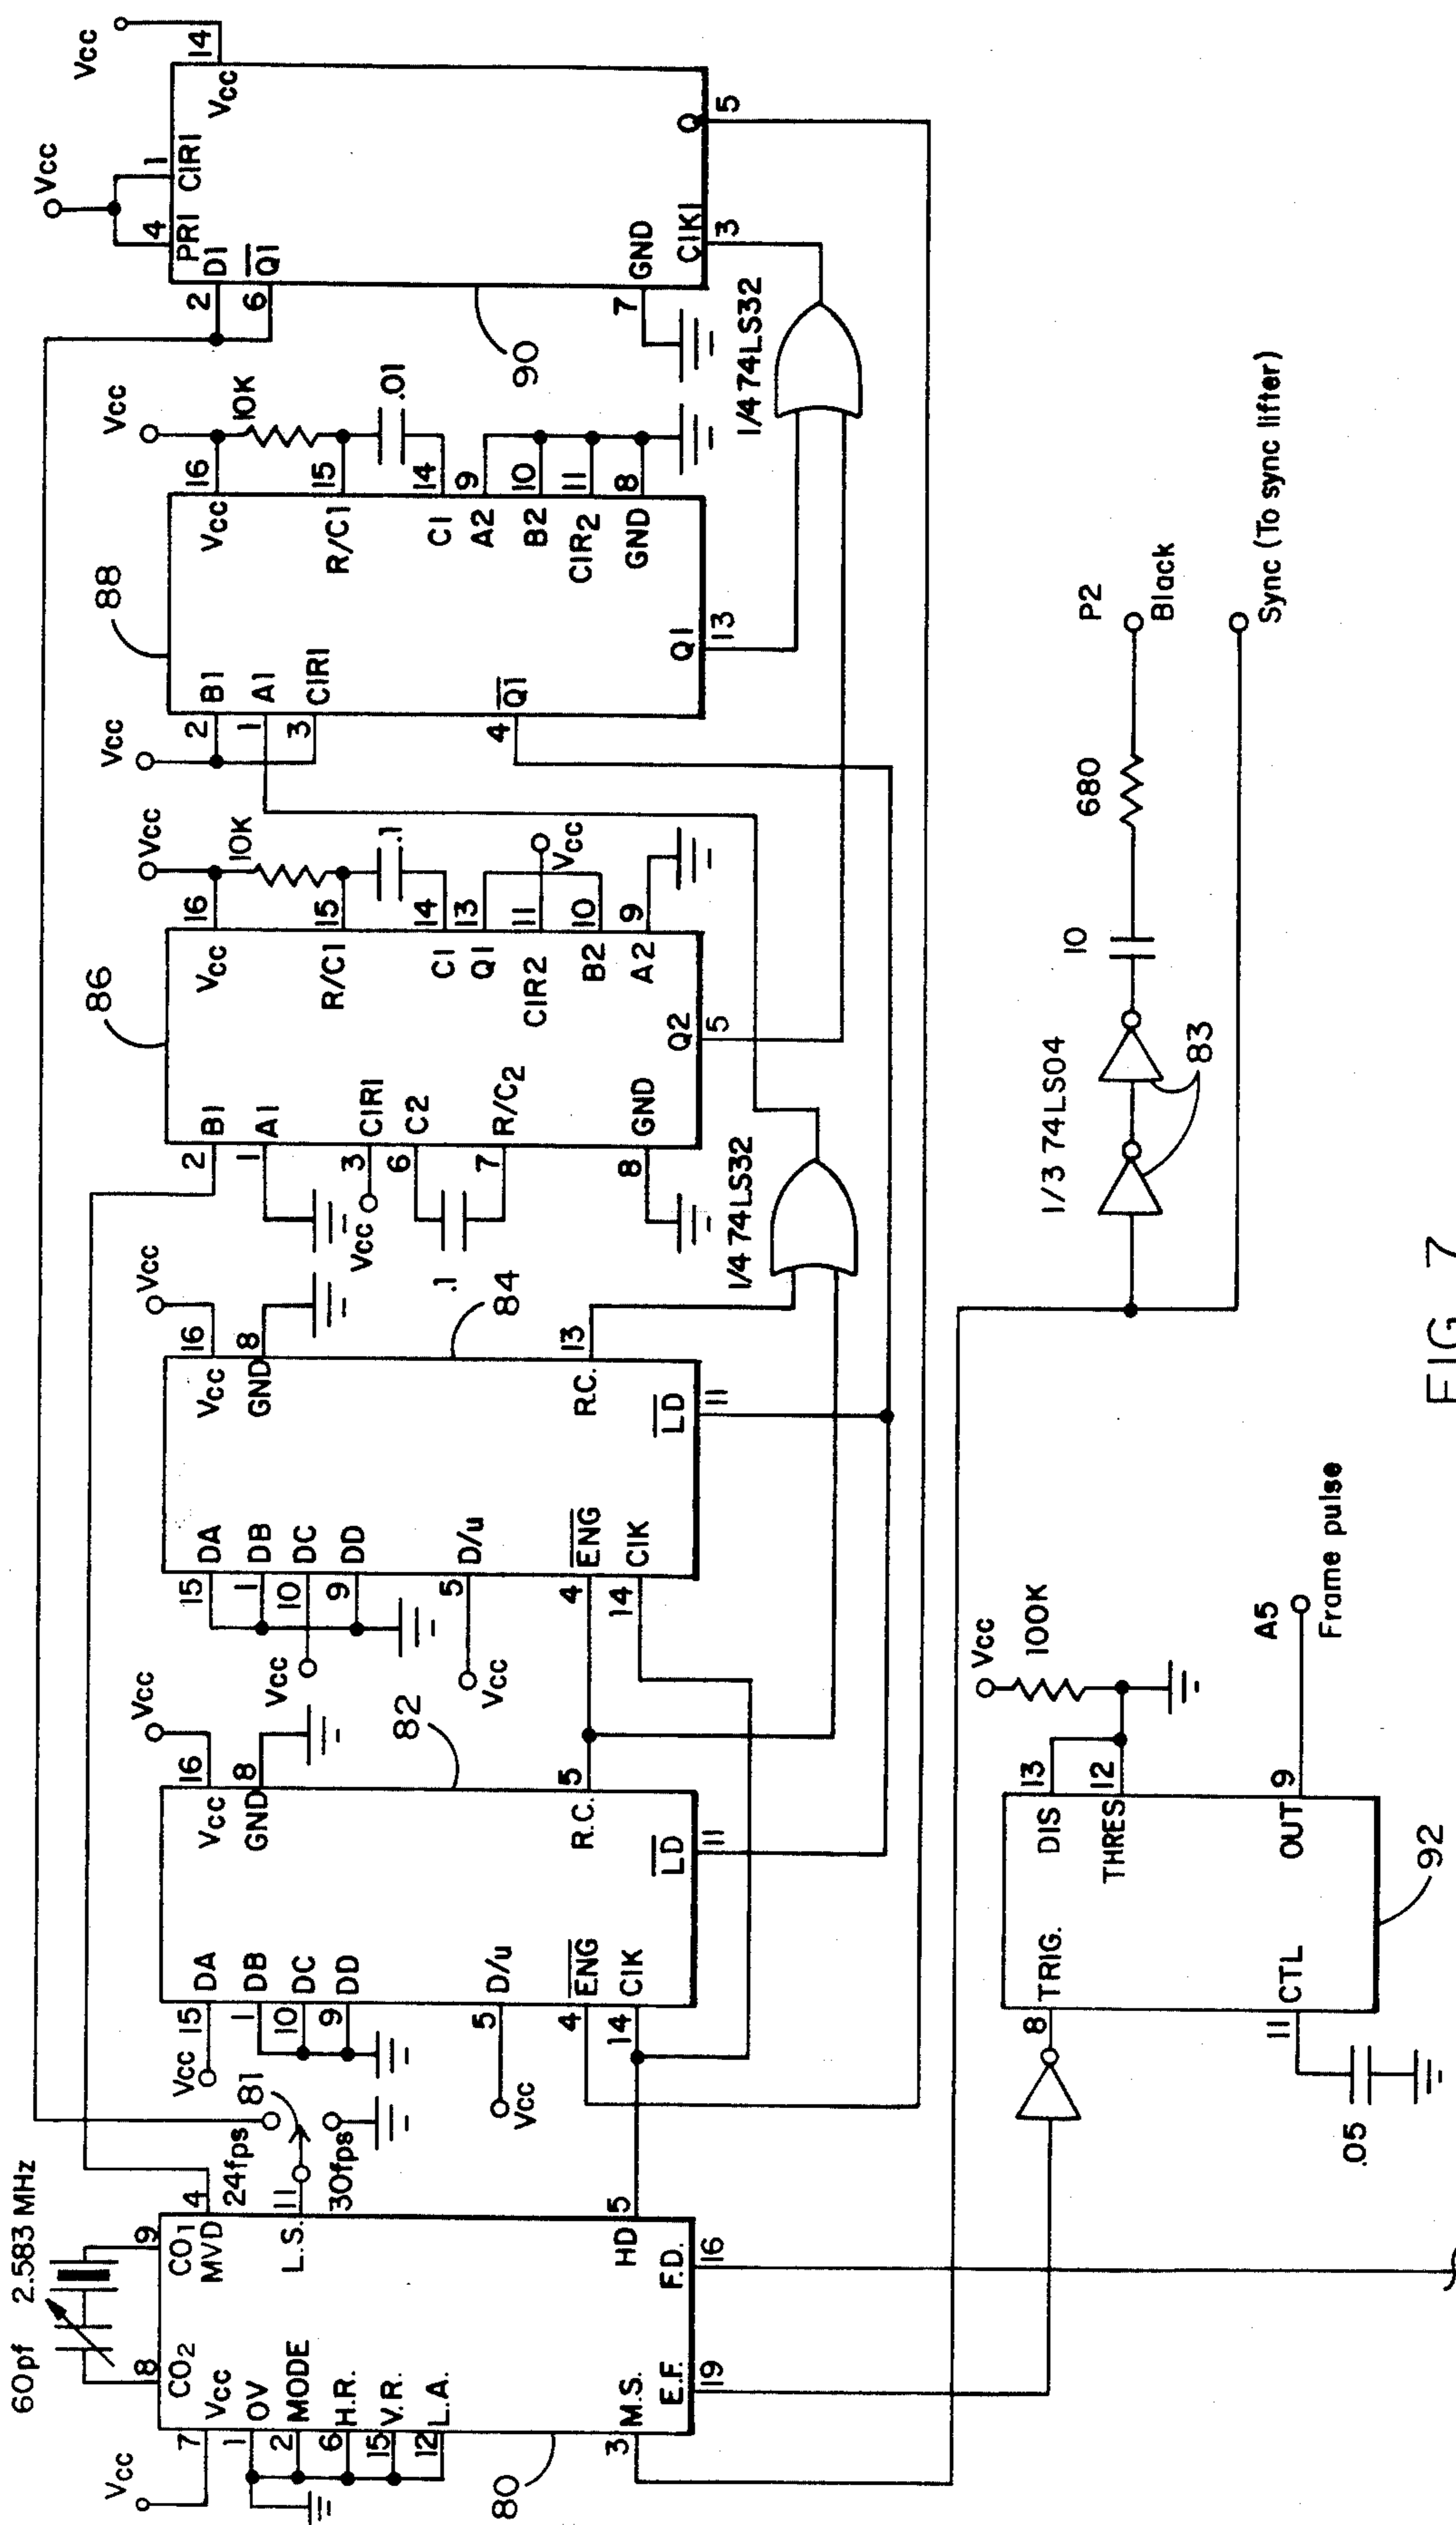 60pf 2.583 MHz
18 9
CO2 CO1
Vcc
7 Vcc
1 OV
2 MODE
6 H.R.
15 V.R.
12 L.A.
3 M.S.
80
4 MVD
11 L.S.
5 HD
E.F. F.D.
19 16
24fps
81
30fps
Vcc
15 DA
1 DB
10 DC
9 DD
5 D/u
Vcc
4 ENG
14 CIK
Vcc
16 Vcc
8 GND
82
5 R.C.
LD
11
15 DA
1 DB
10 DC
9 DD
Vcc
5 D/u
Vcc
4 ENG
14 CIK
Vcc
16 Vcc
8 GND
84
13 R.C.
LD
11
1/4 74LS32
2 B1
1 A1
3 CIR1
Vcc
6 C2
.1
7 R/C2
8 GND
86
Vcc
16 Vcc
10K
15 R/C1
.1
14 C1
13 Q1
11 CIR2
Vcc
10 B2
9 A2
Q2
5
Vcc
2 B1
1 A1
3 CIR1
4 Q1
88
Vcc
16 Vcc
10K
15 R/C1
.01
14 C1
9 A2
10 B2
11 CIR2
8 GND
Q1
13
1/4 74LS32
Vcc
4 1
PR1 CIR1
2 D1
6 Q1
90
7 GND
CIK1
3
Vcc
14 Vcc
Q
5
1/3 74LS04
83
10
680
P2
Black
Sync (To sync lifter)
8 TRIG.
11 CTL
.05
13 DIS
12 THRES
Vcc
100K
9 OUT
A5
Frame pulse
92
FIG. 7